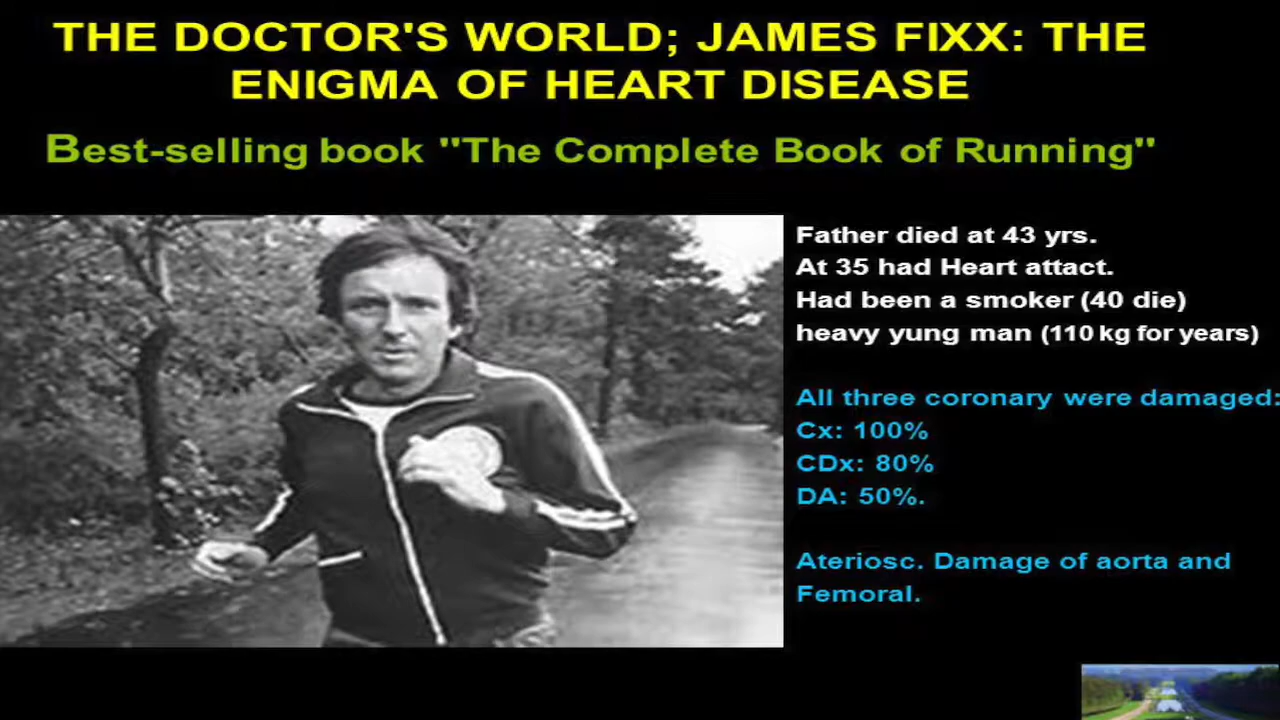 THE DOCTOR'S WORLD; JAMES FIXX: THE
ENIGMA OF HEART DISEASE
Best-selling book "The Complete Book of Running"
Father died at 43 yrs.
At 35 had Heart attact.
Had been a smoker (40 die)
heavy yung man (110 kg for years)
All three coronary were damaged:
Cx: 100%
CDx: 80%
DA: 50%.
Ateriosc. Damage of aorta and
Femoral.